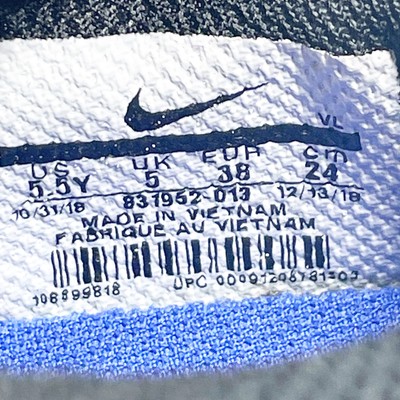 VL
US UK EUR cm
5.5Y 5 38 24
10/31/18 831952-013 12/13/18
MADE IN VIETNAM
FABRIQUE AU VIETNAM
UPC